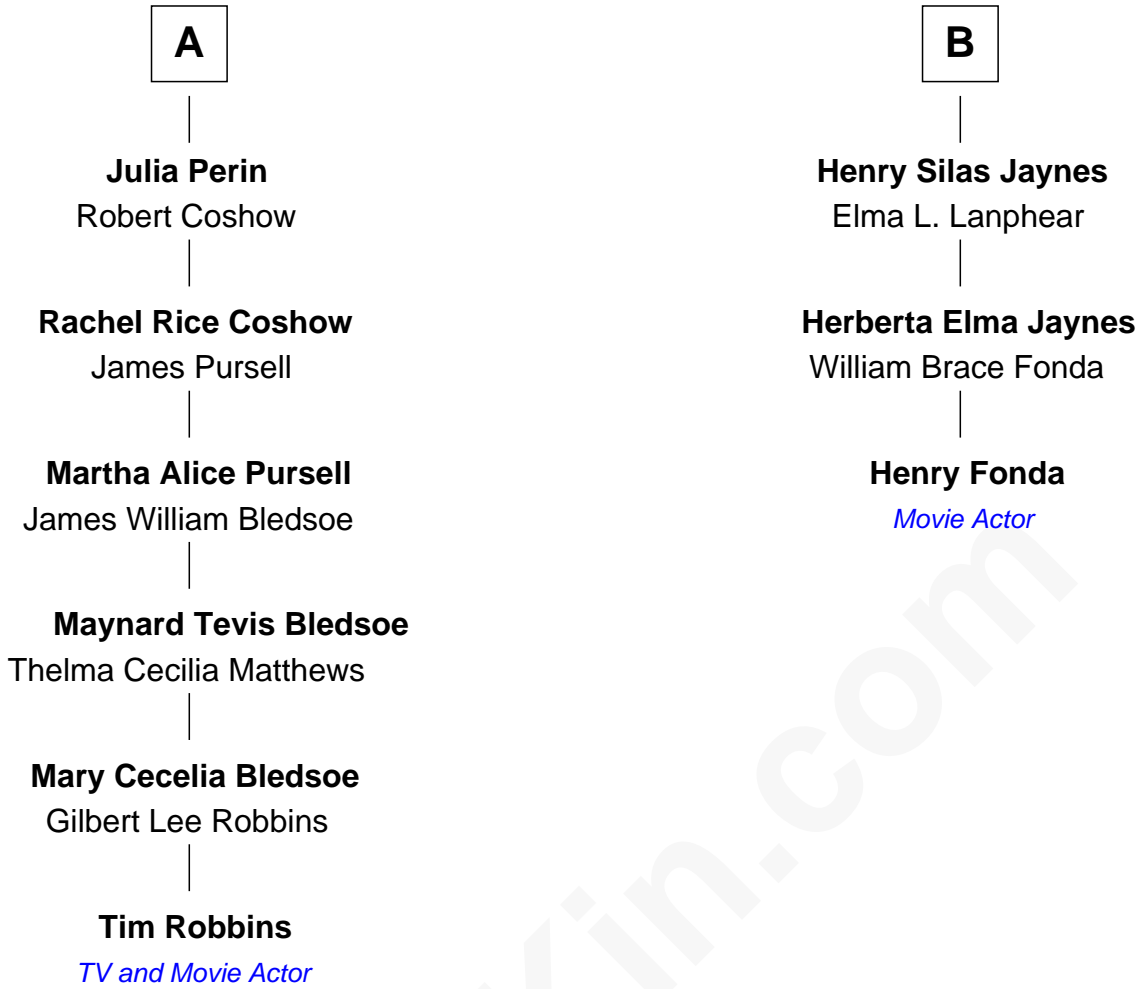 A
Julia Perin
Robert Coshow
Rachel Rice Coshow
James Pursell
Martha Alice Pursell
James William Bledsoe
Maynard Tevis Bledsoe
Thelma Cecilia Matthews
Mary Cecelia Bledsoe
Gilbert Lee Robbins
Tim Robbins
TV and Movie Actor
B
Henry Silas Jaynes
Elma L. Lanphear
Herberta Elma Jaynes
William Brace Fonda
Henry Fonda
Movie Actor
Kin.com